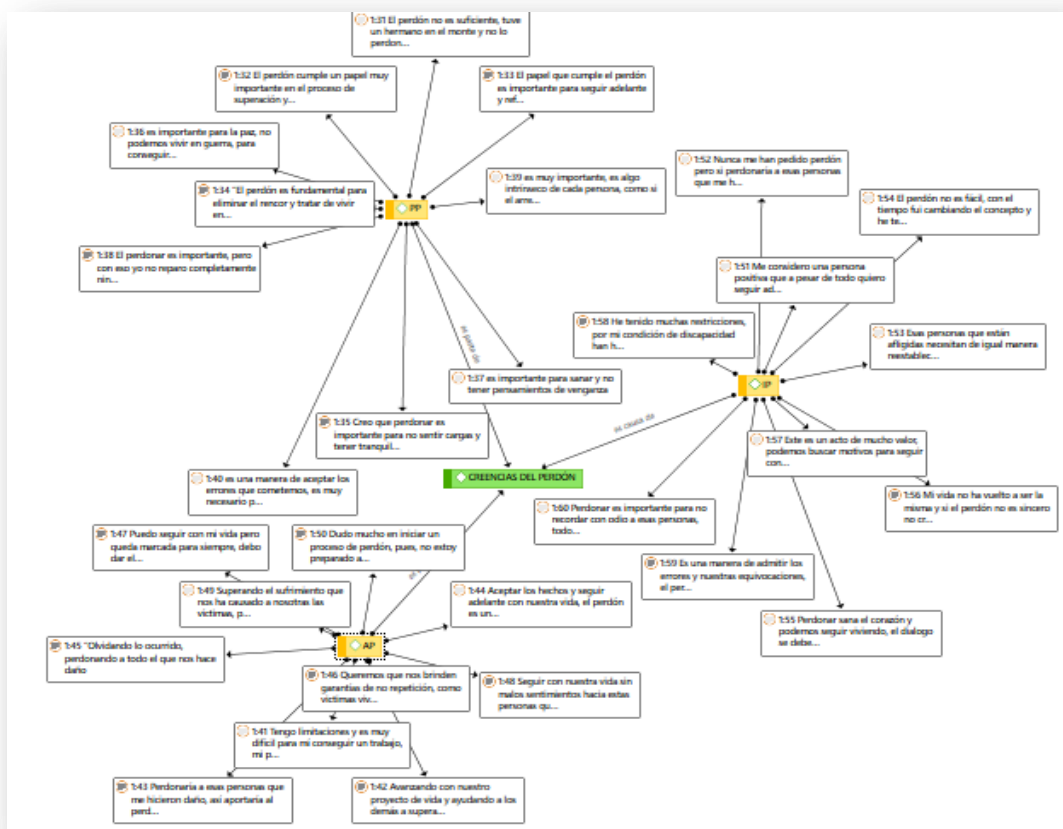 1:31 El perdón no es suficiente, tuve
un hermano en el monte y no lo
perdon...
1:32 El perdón cumple un papel muy
importante en el proceso de
superación y...
1:33 El papel que cumple el perdón
es importante para seguir adelante
y ref...
1:36 es importante para la paz, no
podemos vivir en guerra, para
conseguir...
1:34 "El perdón es fundamental para
eliminar el rencor y tratar de vivir
en...
1:39 es muy importante, es algo
intrínseco de cada persona, como si
el arre...
PP
1:38 El perdonar es importante, pero
con eso yo no reparo completamente
nin...
1:52 Nunca me han pedido perdón
pero si perdonaría a esas personas
que me h...
1:54 El perdón no es fácil, con el
tiempo fui cambiando el concepto y
he te...
1:51 Me considero una persona
positiva que a pesar de todo quiero
seguir ad...
1:58 He tenido muchas restricciones,
por mi condición de discapacidad
han h...
1:53 Esas personas que están
afligidas necesitan de igual manera
reestablec...
es parte de
1:37 es importante para sanar y no
tener pensamientos de venganza
IP
es causa de
1:35 Creo que perdonar es
importante para no sentir cargas y
tener tranquil...
1:57 Este es un acto de mucho valor,
podemos buscar motivos para seguir
con...
1:40 es una manera de aceptar los
errores que cometemos, es muy
necesario p...
CREENCIAS DEL PERDÓN
1:56 Mi vida no ha vuelto a ser la
misma y si el perdón no es sincero
no cr...
1:60 Perdonar es importante para no
recordar con odio a esas personas,
todo...
1:47 Puedo seguir con mi vida pero
queda marcada para siempre, debo
dar el...
1:50 Dudo mucho en iniciar un
proceso de perdón, pues, no estoy
preparado a...
1:59 Es una manera de admitir los
errores y nuestras equivocaciones,
el per...
1:49 Superando el sufrimiento que
nos ha causado a nosotras las
víctimas, p...
1:44 Aceptar los hechos y seguir
adelante con nuestra vida, el perdón
es un...
1:55 Perdonar sana el corazón y
podemos seguir viviendo, el dialogo
se debe...
1:45 "Olvidando lo ocurrido,
perdonando a todo el que nos hace
daño
AP
1:46 Queremos que nos brinden
garantías de no repetición, como
víctimas viv...
1:48 Seguir con nuestra vida sin
malos sentimientos hacia estas
personas qu...
1:41 Tengo limitaciones y es muy
difícil para mí conseguir un trabajo,
mi p...
1:43 Perdonaría a esas personas que
me hicieron daño, así aportaría al
perd...
1:42 Avanzando con nuestro
proyecto de vida y ayudando a los
demás a supera...